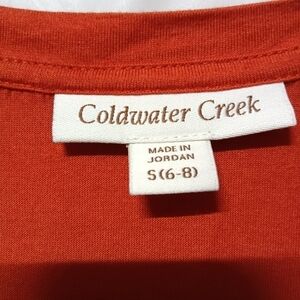 Coldwater Creek
MADE IN
JORDAN
S(6-8)